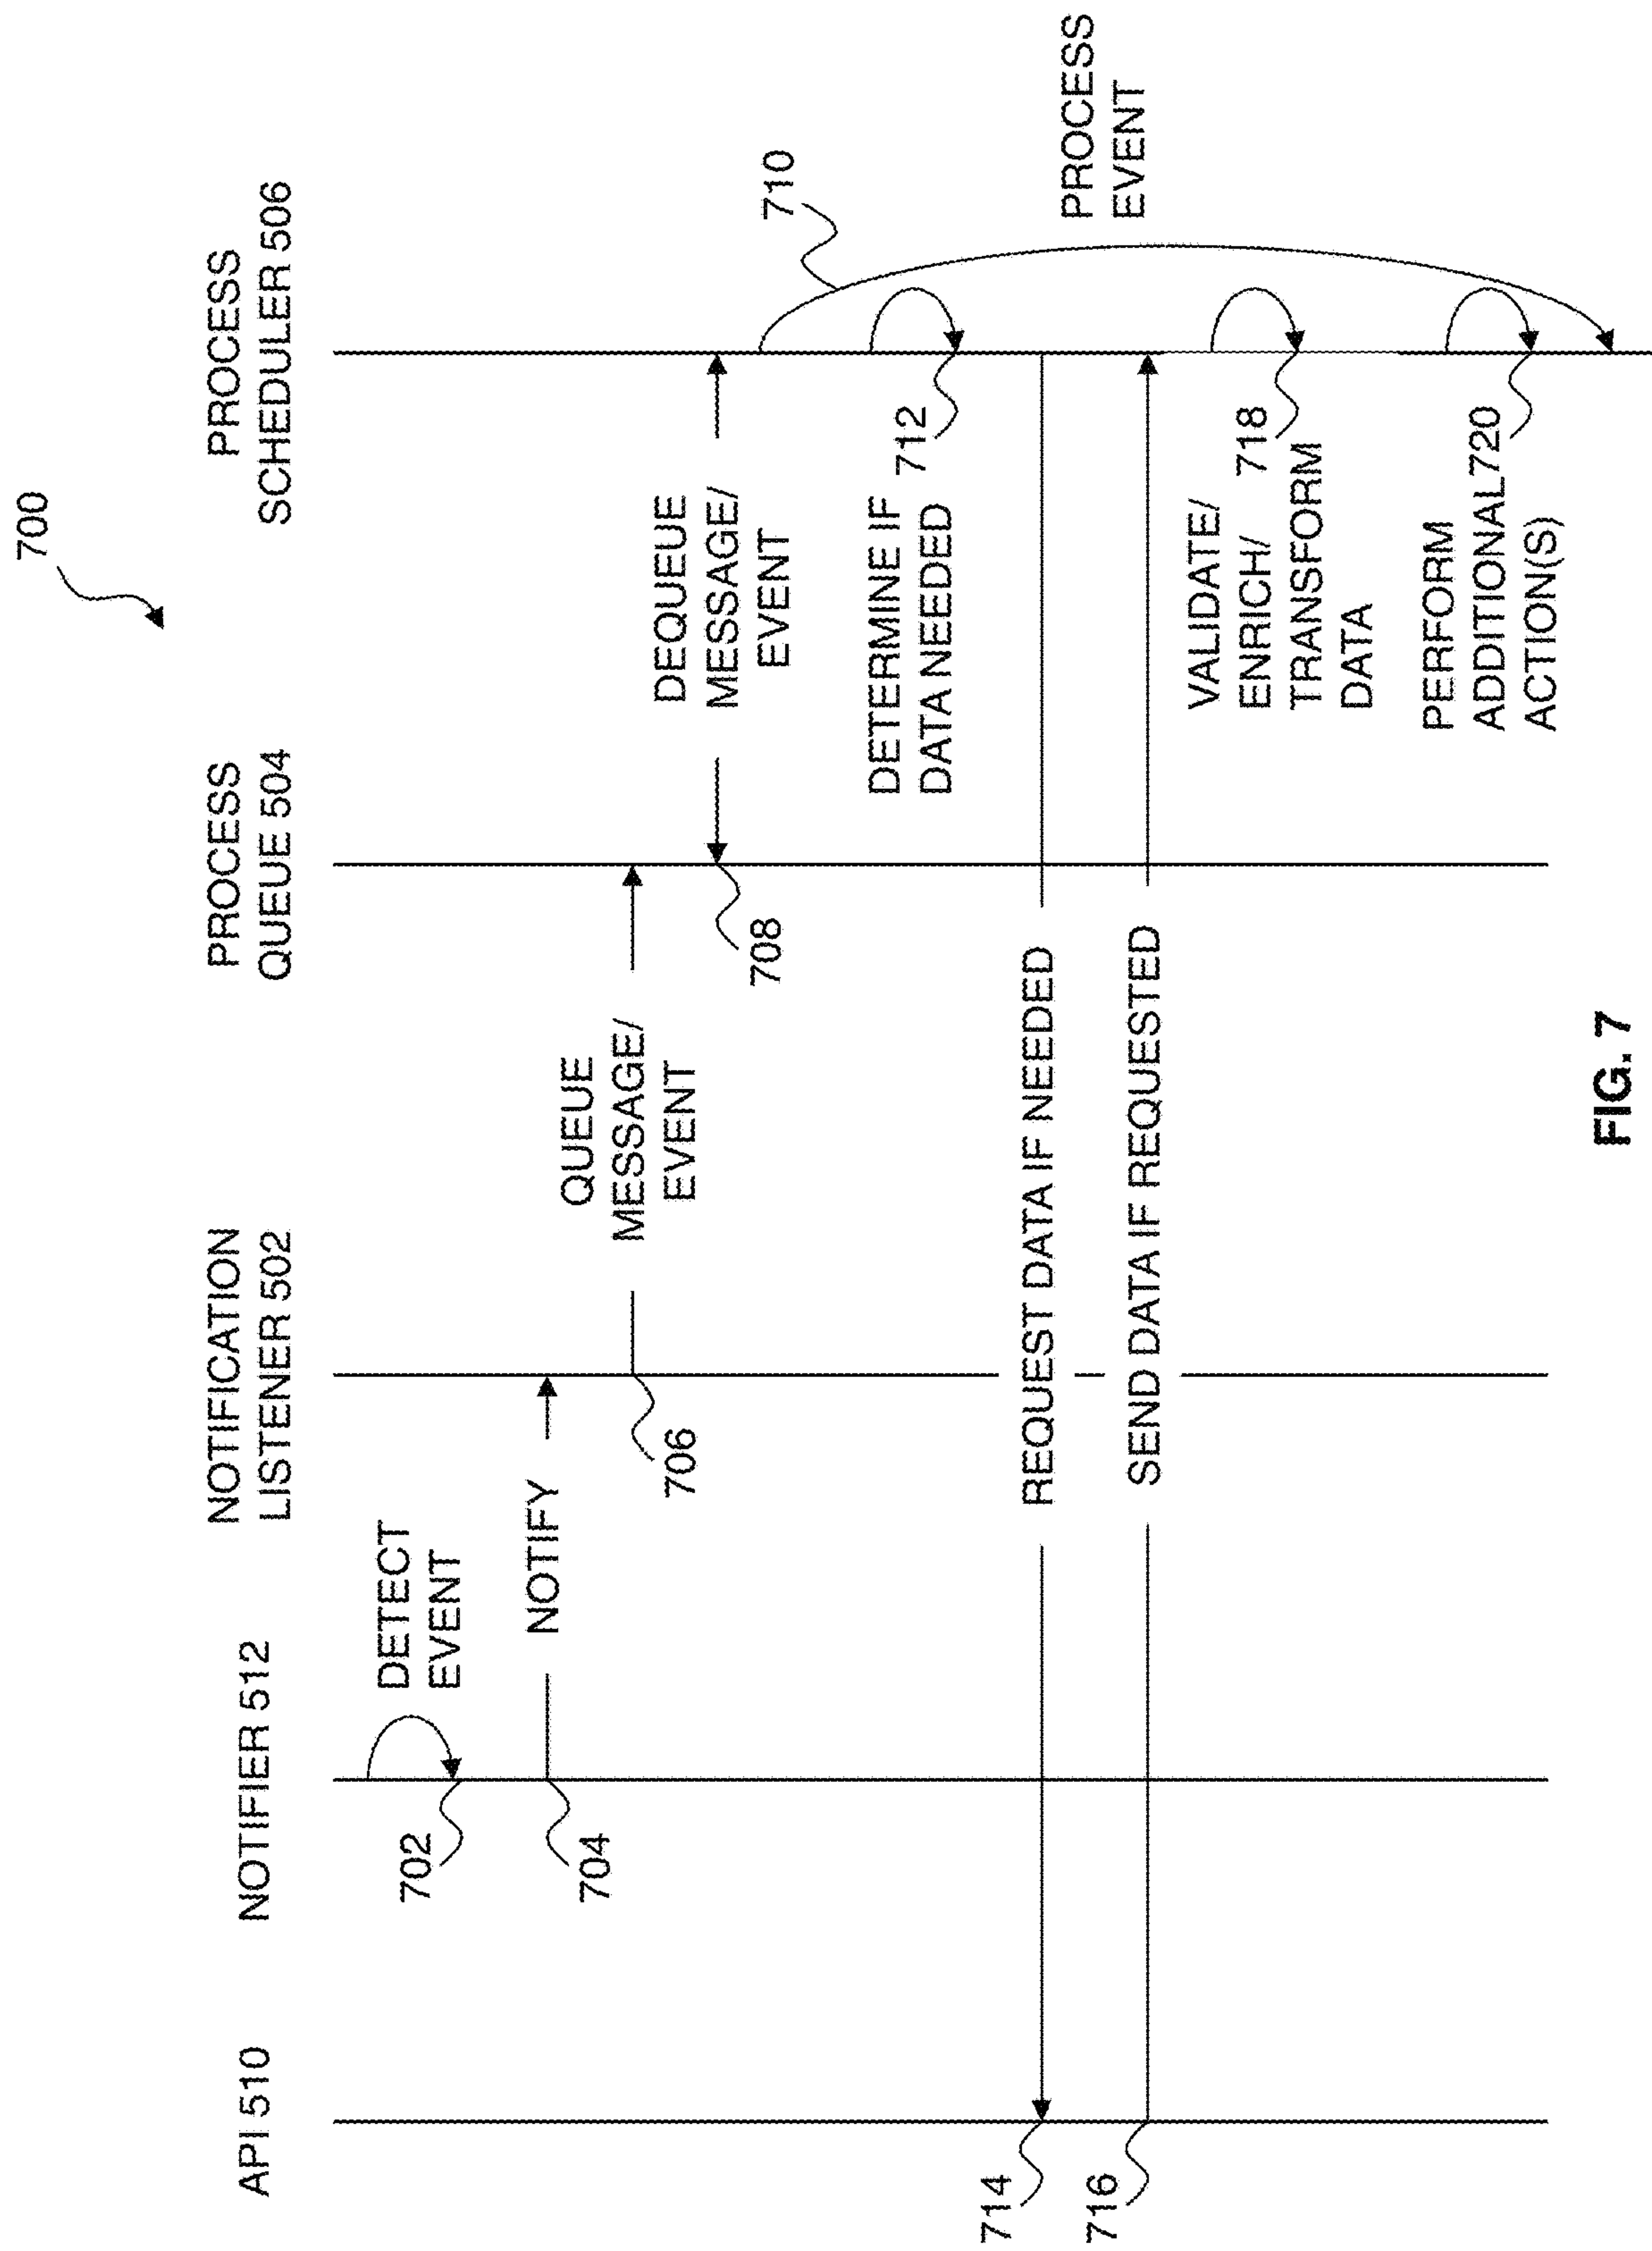 700
API 510
NOTIFIER 512
NOTIFICATION
LISTENER 502
PROCESS
QUEUE 504
PROCESS
SCHEDULER 506
DETECT
EVENT
702
NOTIFY
704
QUEUE
MESSAGE/
EVENT
706
DEQUEUE
MESSAGE/
EVENT
708
710
PROCESS
EVENT
DETERMINE IF
DATA NEEDED
712
REQUEST DATA IF NEEDED
714
SEND DATA IF REQUESTED
716
VALIDATE/
ENRICH/ 718
TRANSFORM
DATA
PERFORM
ADDITIONAL 720
ACTION(S)
FIG. 7